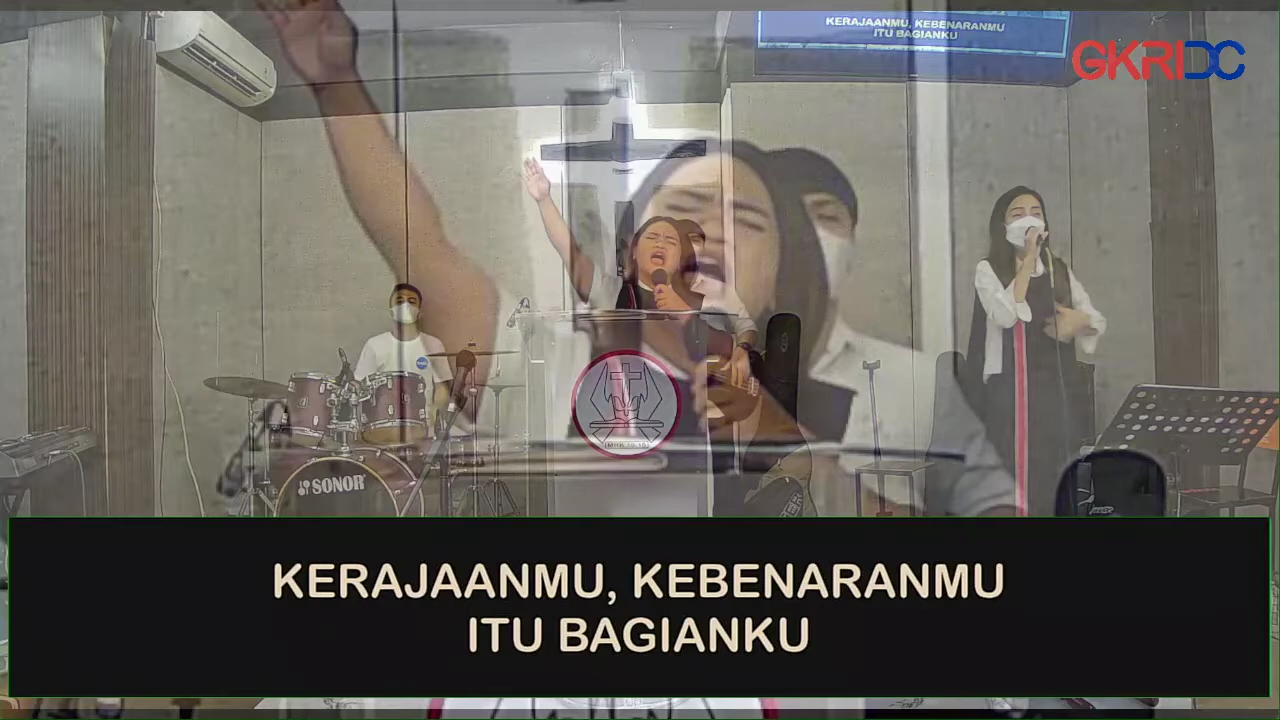 KERAJAANMU, KEBENARANMU
ITU BAGIANKU
GKRIDC
SONOR
KERAJAANMU, KEBENARANMU
ITU BAGIANKU